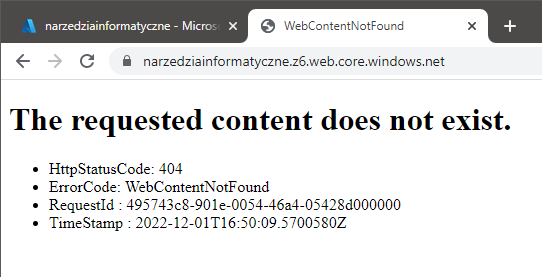 narzedziainformatyczne - Micros
WebContentNotFound
narzedziainformatyczne.z6.web.core.windows.net
The requested content does not exist.
• HttpStatusCode: 404
• ErrorCode: WebContentNotFound
• RequestId : 495743c8-901e-0054-46a4-05428d000000
• TimeStamp : 2022-12-01T16:50:09.5700580Z